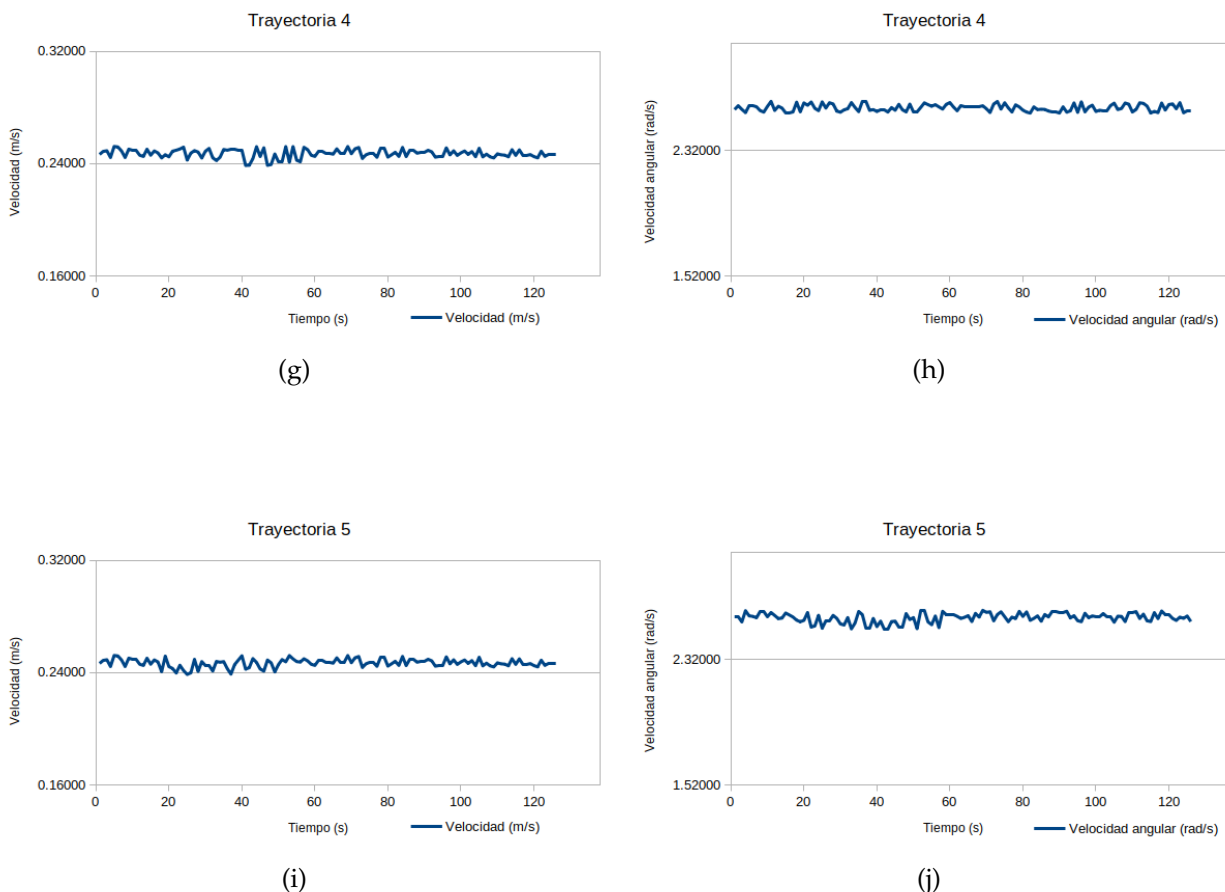 Trayectoria 4
0.32000
0.24000
0.16000
Velocidad (m/s)
0 20 40 60 80 100 120
Tiempo (s)
Velocidad (m/s)
(g)
Trayectoria 4
2.32000
1.52000
Velocidad angular (rad/s)
0 20 40 60 80 100 120
Tiempo (s)
Velocidad angular (rad/s)
(h)
Trayectoria 5
0.32000
0.24000
0.16000
Velocidad (m/s)
0 20 40 60 80 100 120
Tiempo (s)
Velocidad (m/s)
(i)
Trayectoria 5
2.32000
1.52000
Velocidad angular (rad/s)
0 20 40 60 80 100 120
Tiempo (s)
Velocidad angular (rad/s)
(j)